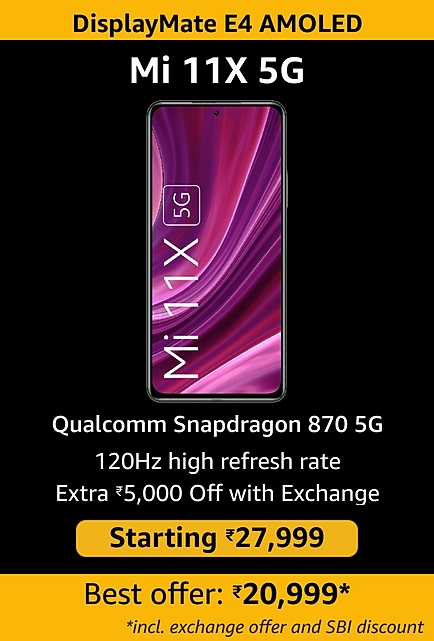 DisplayMate E4 AMOLED
Mi 11X 5G
Mi 11X 5G
Qualcomm Snapdragon 870 5G
120Hz high refresh rate
Extra ₹5,000 Off with Exchange
Starting ₹27,999
Best offer: ₹20,999*
*incl. exchange offer and SBI discount